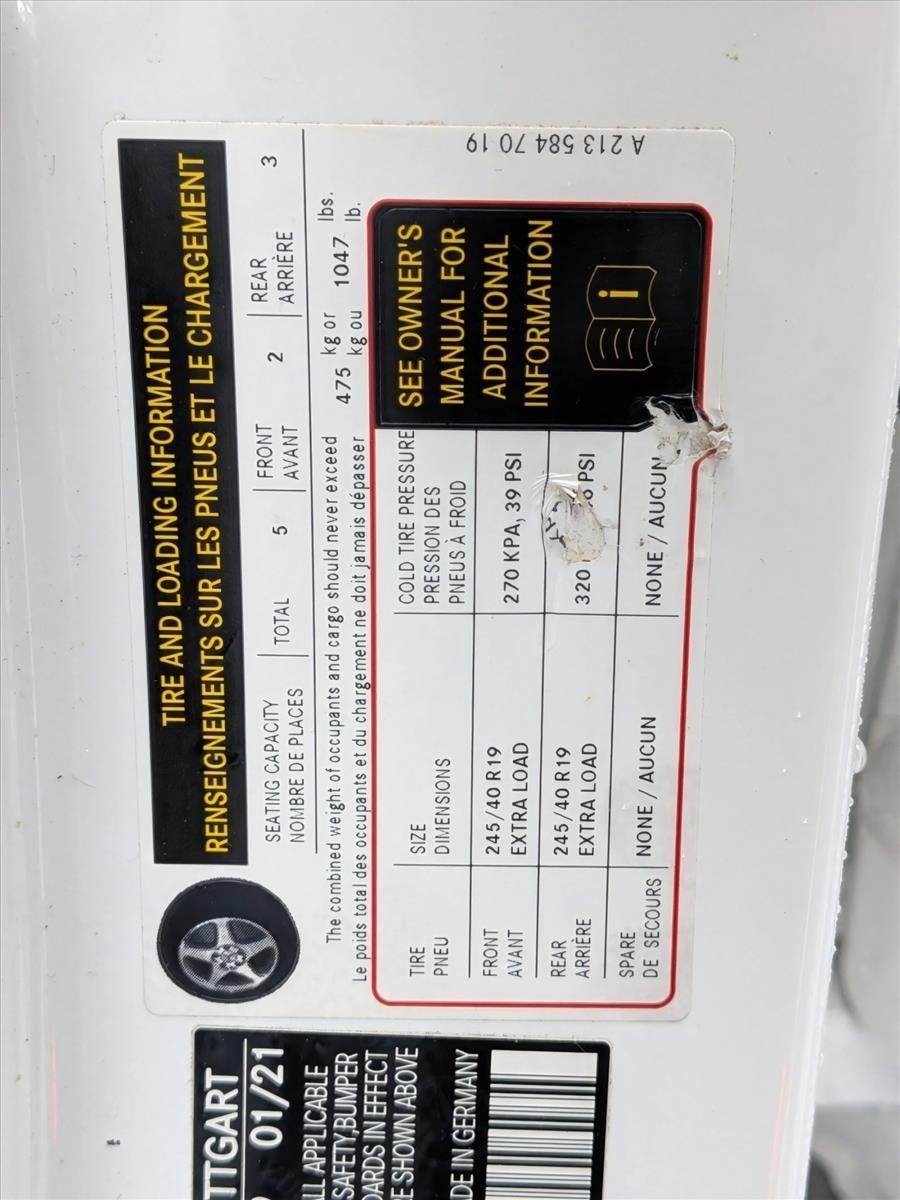 TIRE AND LOADING INFORMATION
RENSEIGNEMENTS SUR LES PNEUS ET LE CHARGEMENT
SEATING CAPACITY
NOMBRE DE PLACES
TOTAL 5
FRONT
AVANT
2
REAR
ARRIÈRE
3
The combined weight of occupants and cargo should never exceed 475 kg or 1047 lbs.
Le poids total des occupants et du chargement ne doit jamais dépasser kg ou lb.
TIRE
PNEU
SIZE
DIMENSIONS
COLD TIRE PRESSURE
PRESSION DES
PNEUS À FROID
FRONT
AVANT
245/40 R19
EXTRA LOAD
270 KPA, 39 PSI
REAR
ARRIÈRE
245/40 R19
EXTRA LOAD
320 PSI
SPARE
DE SECOURS
NONE / AUCUN
NONE / AUCUN
SEE OWNER'S
MANUAL FOR
ADDITIONAL
INFORMATION
i
A 213 584 70 19
TTGART
01/21
LL APPLICABLE
SAFETY,BUMPER
DARDS IN EFFECT
E SHOWN ABOVE
DE IN GERMANY